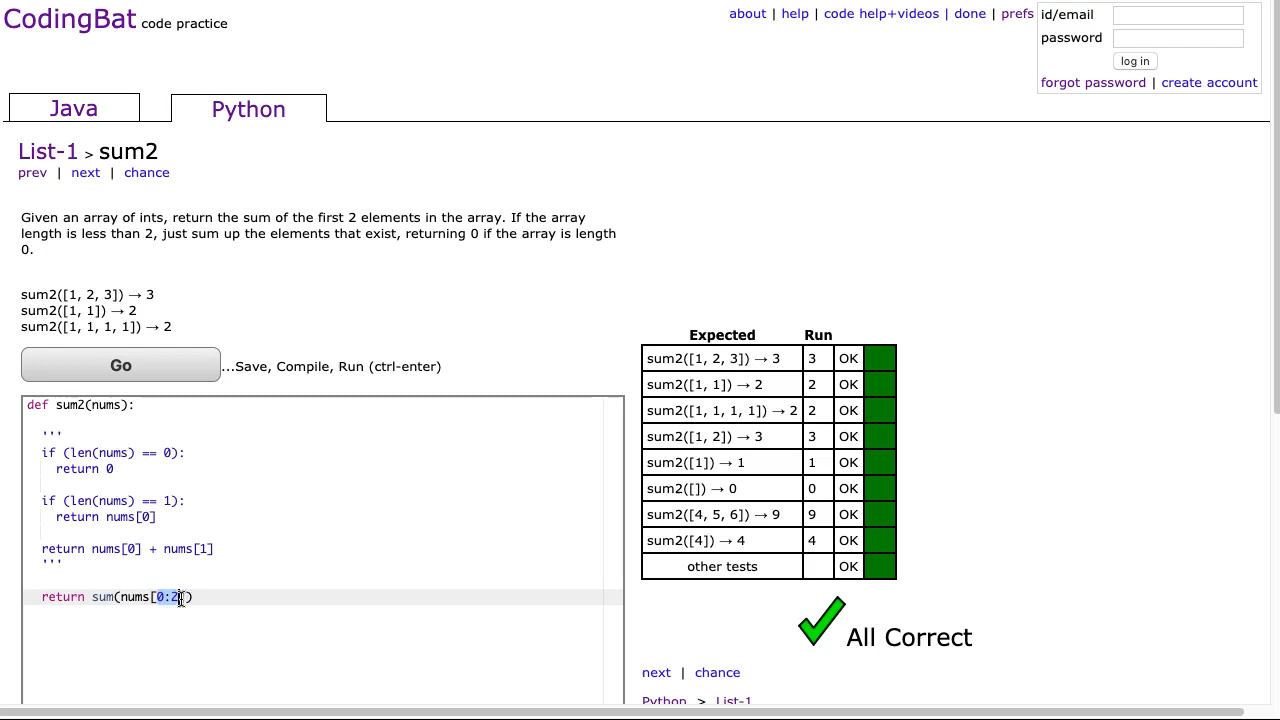 CodingBat code practice
about | help | code help+videos | done | prefs
id/email
password
log in
forgot password | create account
Java
Python
List-1 > sum2
prev | next | chance
Given an array of ints, return the sum of the first 2 elements in the array. If the array
length is less than 2, just sum up the elements that exist, returning 0 if the array is length
0.
sum2([1, 2, 3]) → 3
sum2([1, 1]) → 2
sum2([1, 1, 1, 1]) → 2
Go ...Save, Compile, Run (ctrl-enter)
def sum2(nums):
'''
if (len(nums) == 0):
return 0
if (len(nums) == 1):
return nums[0]
return nums[0] + nums[1]
'''
return sum(nums[0:2])
Expected Run
sum2([1, 2, 3]) → 3 3 OK
sum2([1, 1]) → 2 2 OK
sum2([1, 1, 1, 1]) → 2 2 OK
sum2([1, 2]) → 3 3 OK
sum2([1]) → 1 1 OK
sum2([]) → 0 0 OK
sum2([4, 5, 6]) → 9 9 OK
sum2([4]) → 4 4 OK
other tests OK
All Correct
next | chance
Python > List-1